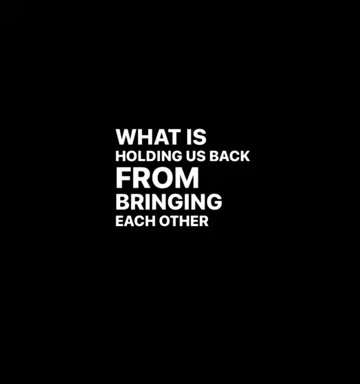 WHAT IS
HOLDING US BACK
FROM
BRINGING
EACH OTHER